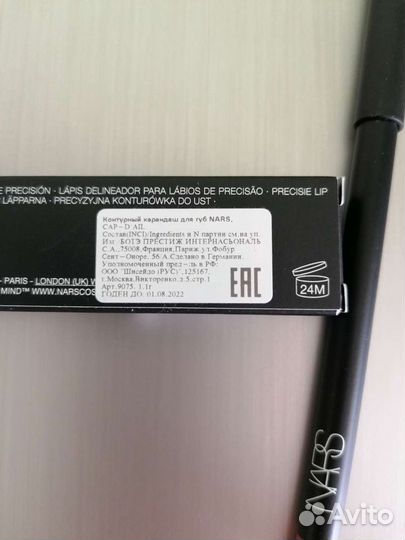 E PRECISIÓN · LÁPIS DELINEADOR PARA LÁBIOS DE PRECISÃO · PRECISIE LIP
LÄPPARNA · PRECYZYJNA KONTURÓWKA DO UST ·
Контурный карандаш для губ NARS,
CAP-D'AIL.
Состав(INCI)/Ingredients и N партии см.на уп.
Изг. БОТЭ ПРЕСТИЖ ИНТЕРНАСЬОНАЛЬ
С.А.,75008,Франция,Париж,ул.Фобур
Сент-Оноре, 56/А.Сделано в Германии.
Уполномоченный пред-ль в РФ:
ООО "Шисейдо (РУС)",125167,
г.Москва,Викторенко,д.5,стр.1
Арт.9075, 1.1г
ГОДЕН ДО: 01.08.2022
- PARIS - LONDON (UK) W
MIND™ WWW.NARSCOS
EAC
24M
NARS
Avito